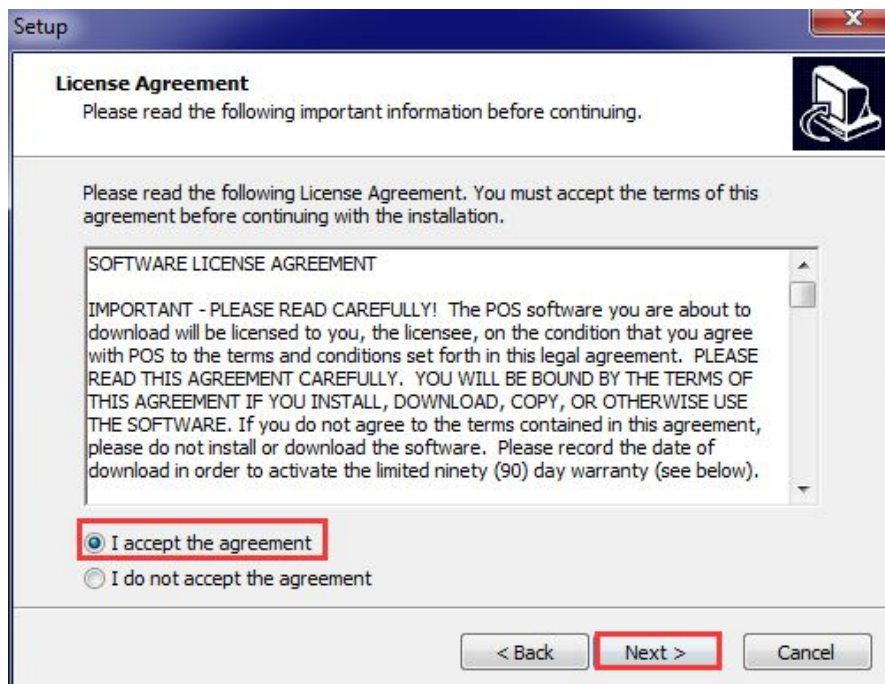 Setup
License Agreement
Please read the following important information before continuing.
Please read the following License Agreement. You must accept the terms of this
agreement before continuing with the installation.
SOFTWARE LICENSE AGREEMENT
IMPORTANT - PLEASE READ CAREFULLY!  The POS software you are about to
download will be licensed to you, the licensee, on the condition that you agree
with POS to the terms and conditions set forth in this legal agreement.  PLEASE
READ THIS AGREEMENT CAREFULLY.  YOU WILL BE BOUND BY THE TERMS OF
THIS AGREEMENT IF YOU INSTALL, DOWNLOAD, COPY, OR OTHERWISE USE
THE SOFTWARE. If you do not agree to the terms contained in this agreement,
please do not install or download the software.  Please record the date of
download in order to activate the limited ninety (90) day warranty (see below).
I accept the agreement
I do not accept the agreement
< Back
Next >
Cancel